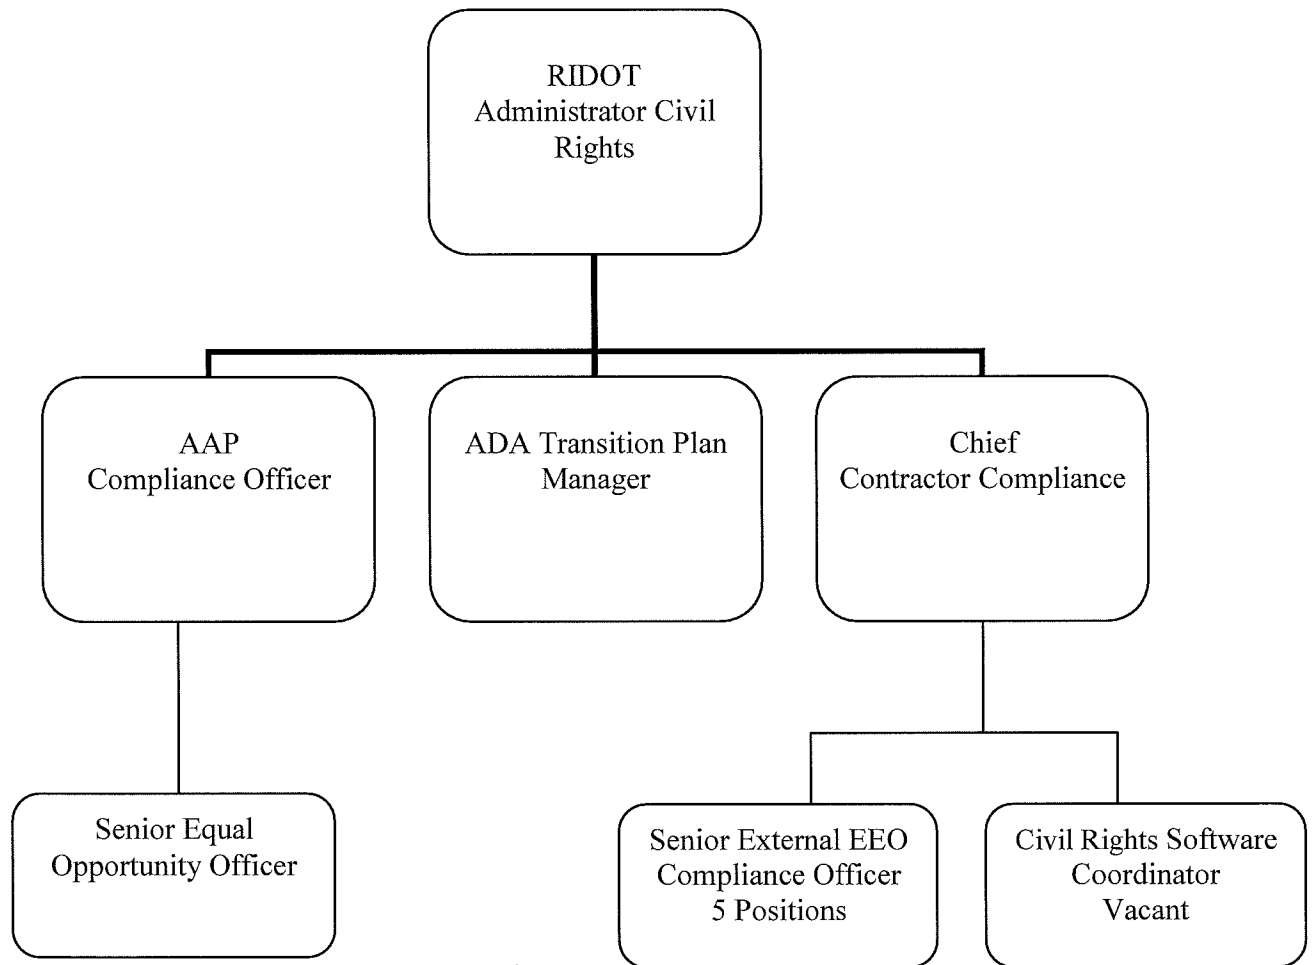 RIDOT
Administrator Civil
Rights
AAP
Compliance Officer
ADA Transition Plan
Manager
Chief
Contractor Compliance
Senior Equal
Opportunity Officer
Senior External EEO
Compliance Officer
5 Positions
Civil Rights Software
Coordinator
Vacant